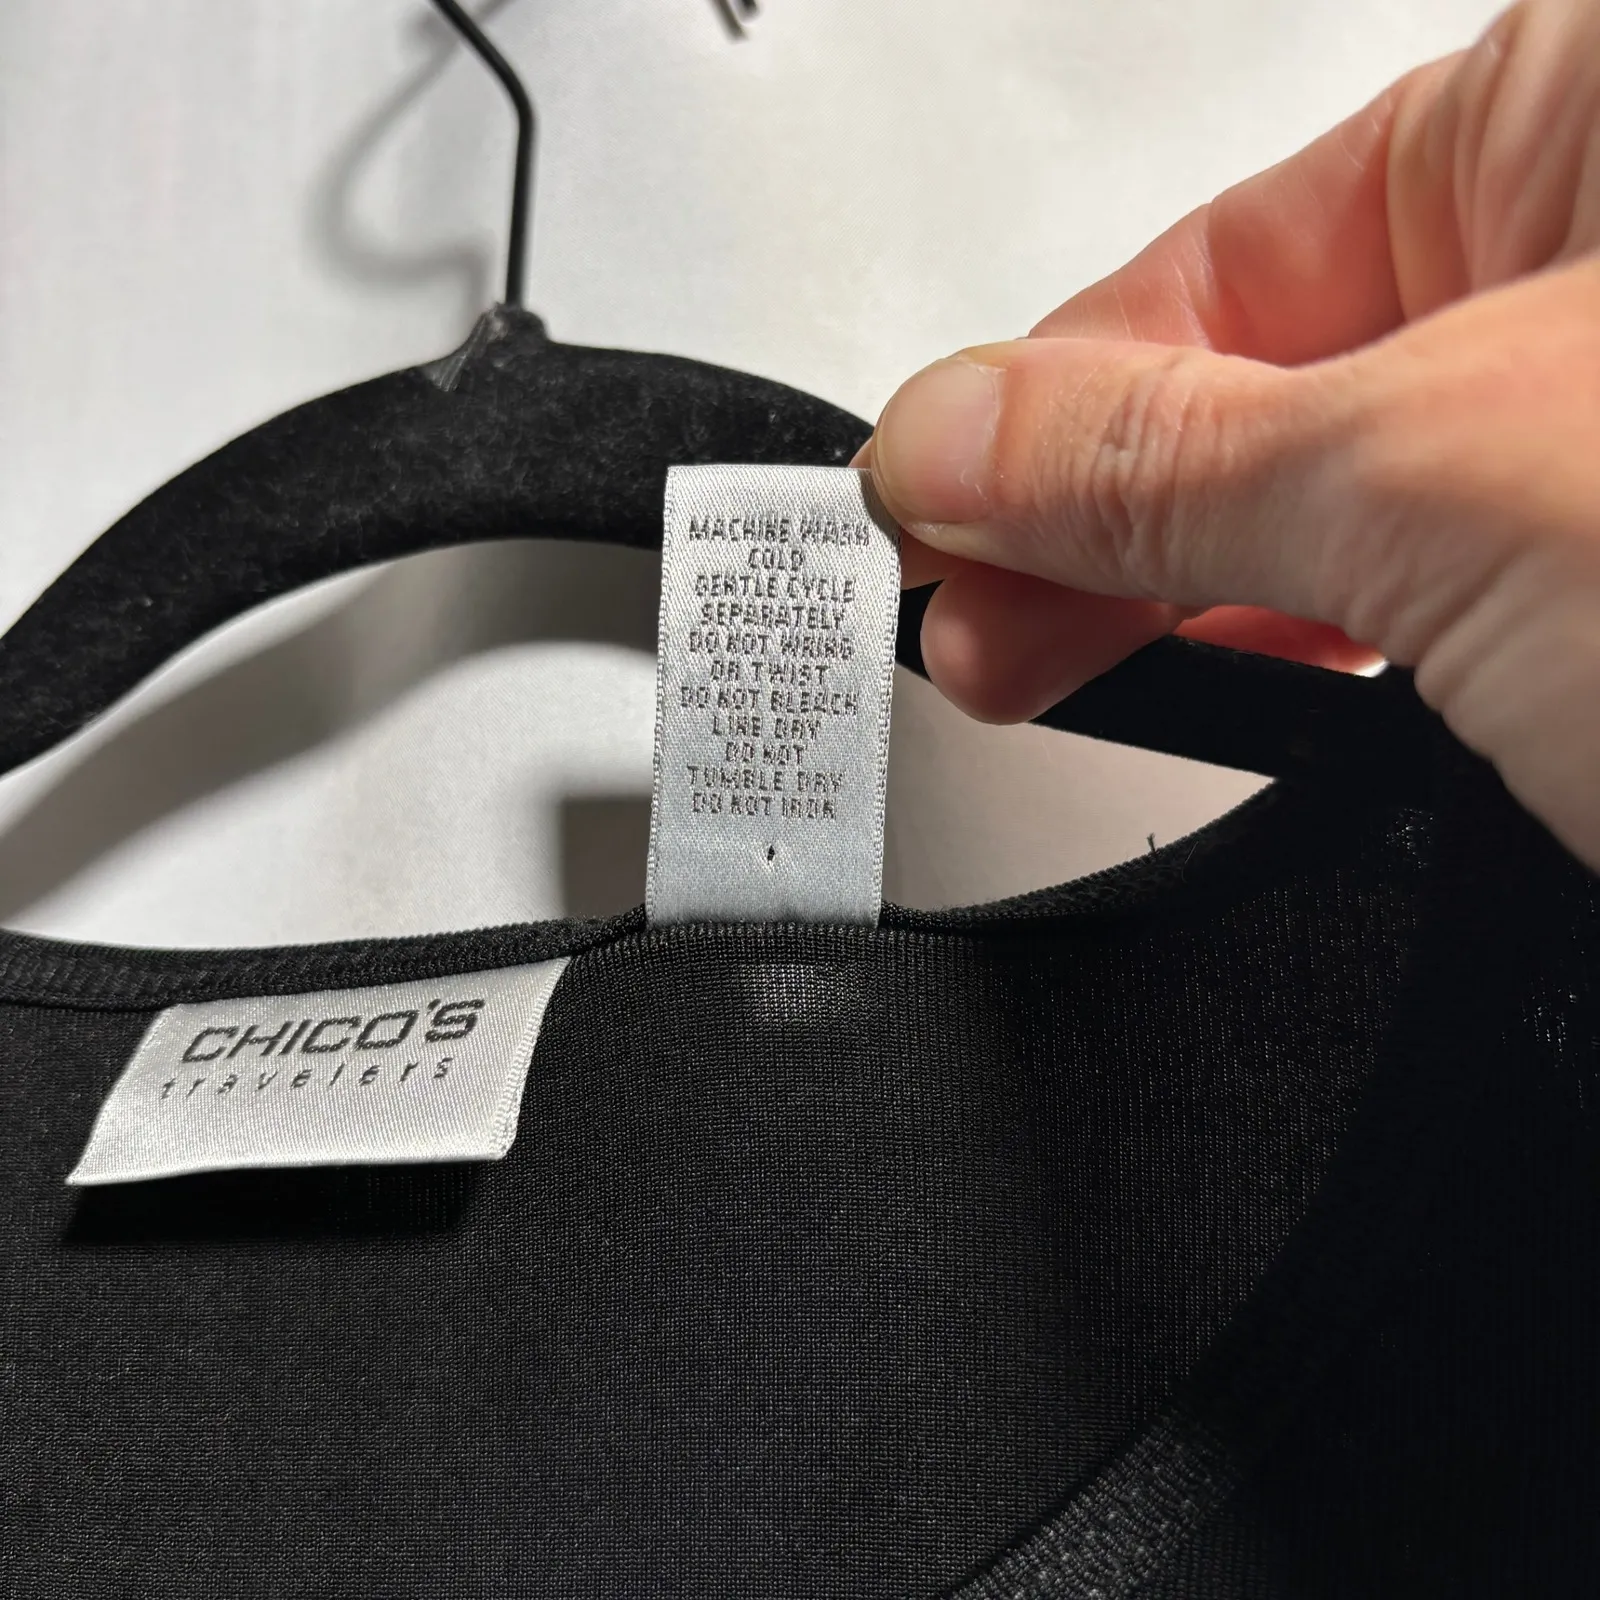 MACHINE WASH
COLD
GENTLE CYCLE
SEPARATELY
DO NOT WRING
OR TWIST
DO NOT BLEACH
LINE DRY
DO NOT
TUMBLE DRY
DO NOT IRON
CHICO'S
travelers